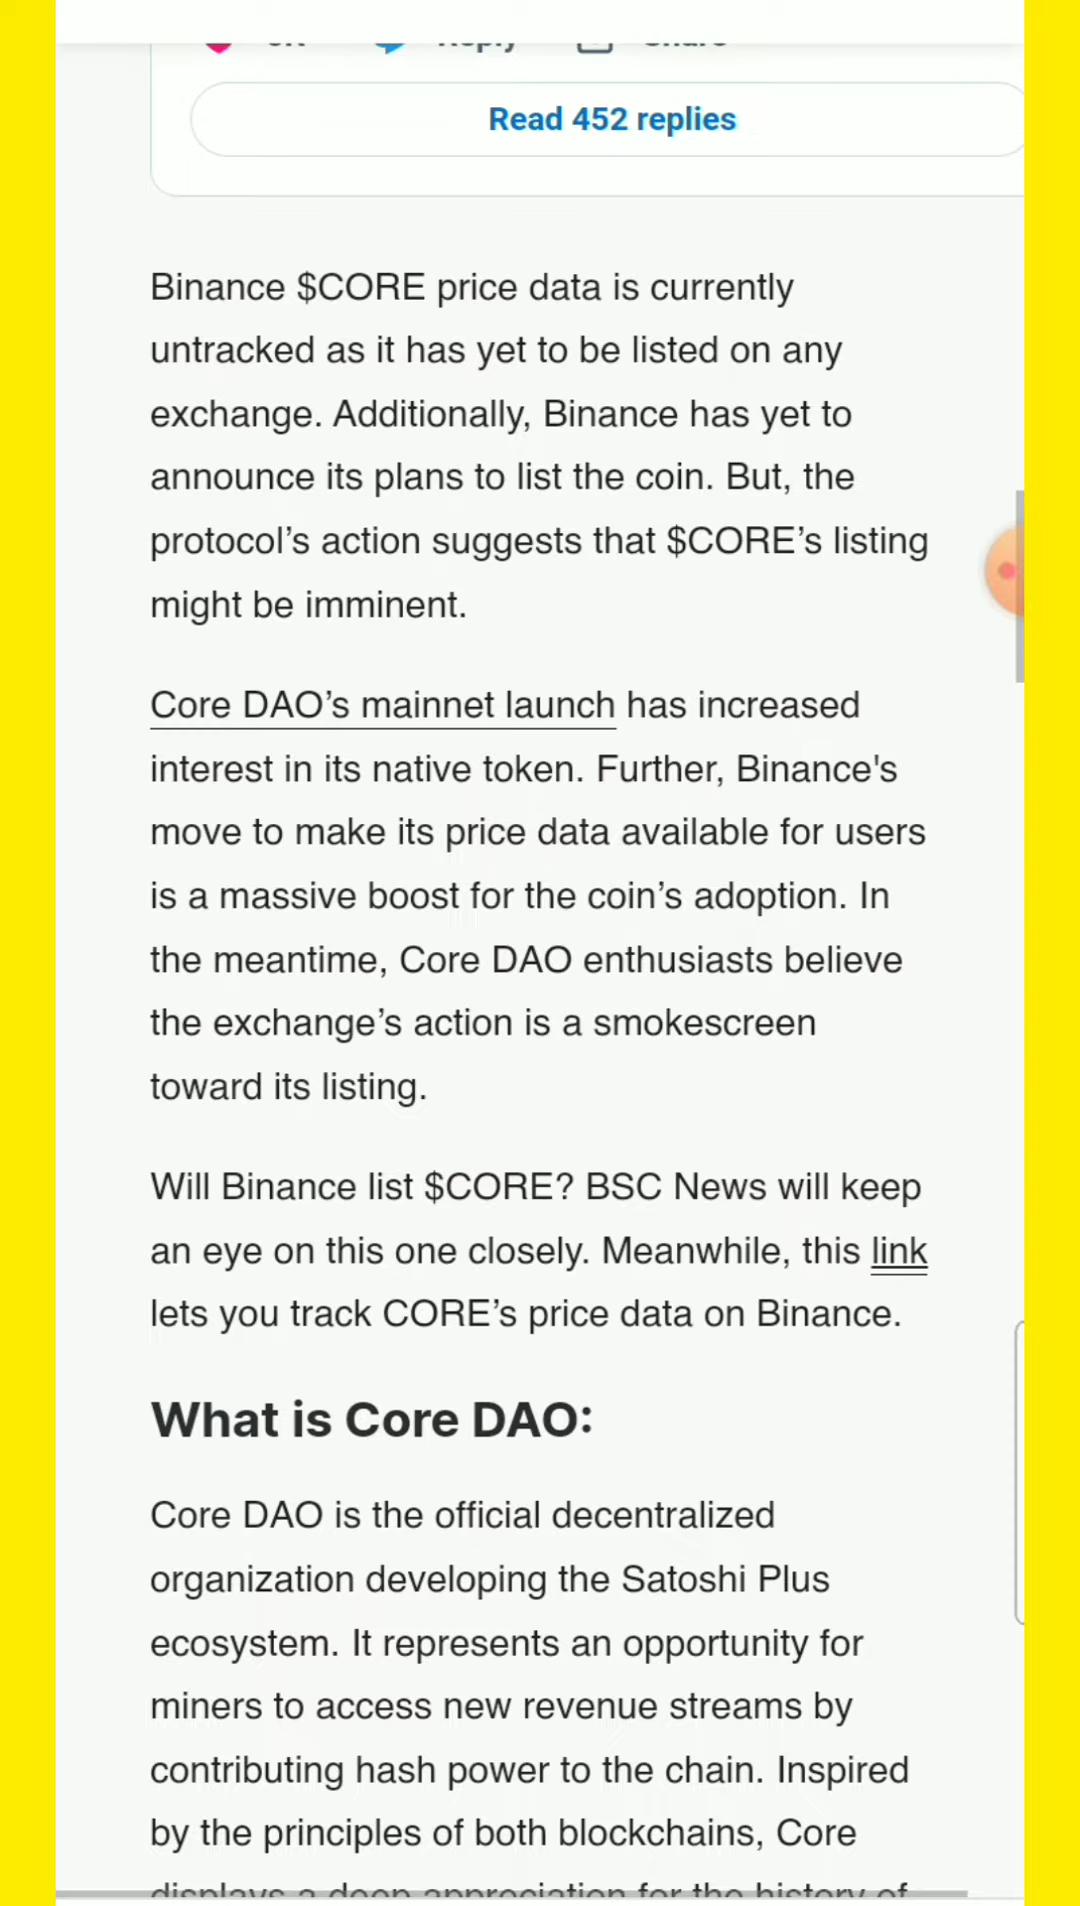 Read 452 replies
Binance $CORE price data is currently
untracked as it has yet to be listed on any
exchange. Additionally, Binance has yet to
announce its plans to list the coin. But, the
protocol’s action suggests that $CORE’s listing
might be imminent.
Core DAO’s mainnet launch has increased
interest in its native token. Further, Binance's
move to make its price data available for users
is a massive boost for the coin’s adoption. In
the meantime, Core DAO enthusiasts believe
the exchange’s action is a smokescreen
toward its listing.
Will Binance list $CORE? BSC News will keep
an eye on this one closely. Meanwhile, this link
lets you track CORE’s price data on Binance.
What is Core DAO:
Core DAO is the official decentralized
organization developing the Satoshi Plus
ecosystem. It represents an opportunity for
miners to access new revenue streams by
contributing hash power to the chain. Inspired
by the principles of both blockchains, Core
displays a deep appreciation for the history of